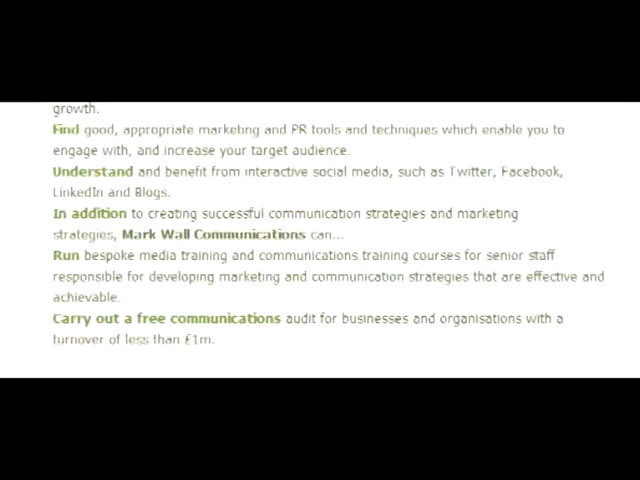 growth.
Find good, appropriate marketing and PR tools and techniques which enable you to
engage with, and increase your target audience.
Understand and benefit from interactive social media, such as Twitter, Facebook,
LinkedIn and Blogs.
In addition to creating successful communication strategies and marketing
strategies, Mark Wall Communications can...
Run bespoke media training and communications training courses for senior staff
responsible for developing marketing and communication strategies that are effective and
achievable.
Carry out a free communications audit for businesses and organisations with a
turnover of less than £1m.